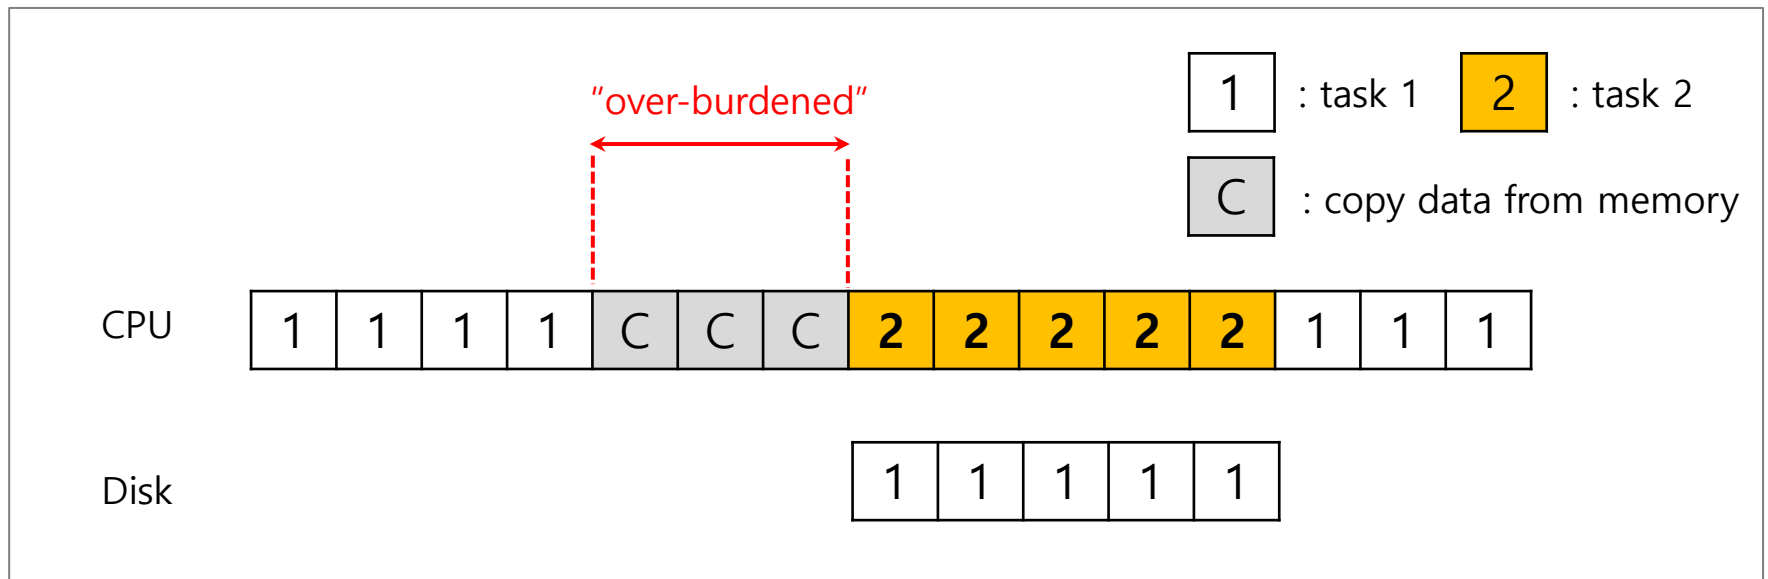 1 : task 1 2 : task 2
"over-burdened"
C : copy data from memory
CPU 1 1 1 1 C C C 2 2 2 2 2 1 1 1
Disk 1 1 1 1 1